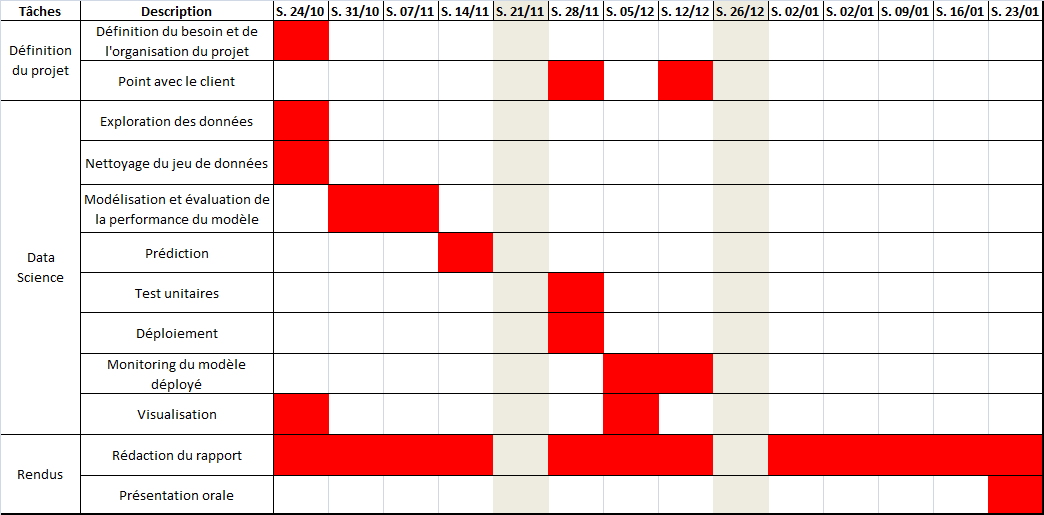 Tâches Description S. 24/10 S. 31/10 S. 07/11 S. 14/11 S. 21/11 S. 28/11 S. 05/12 S. 12/12 S. 26/12 S. 02/01 S. 02/01 S. 09/01 S. 16/01 S. 23/01
Définition
du projet
Définition du besoin et de
l'organisation du projet
Point avec le client
Data
Science
Exploration des données
Nettoyage du jeu de données
Modélisation et évaluation de
la performance du modèle
Prédiction
Test unitaires
Déploiement
Monitoring du modèle
déployé
Visualisation
Rendus
Rédaction du rapport
Présentation orale